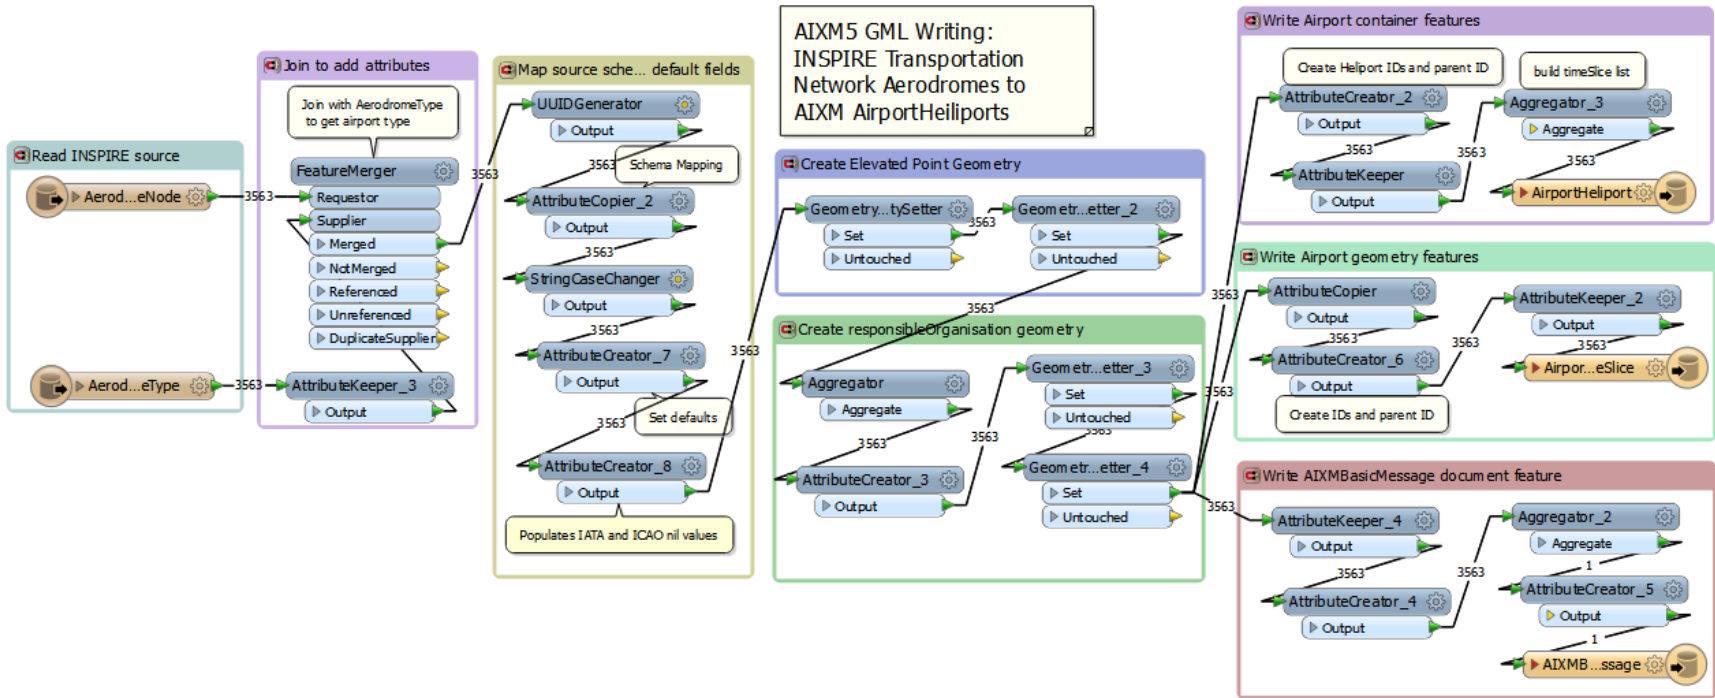 Read INSPIRE source
Aerod...eNode
3563
Aerod...eType
3563
Join to add attributes
Join with AerodromeType
to get airport type
FeatureMerger
Requestor
Supplier
Merged
NotMerged
Referenced
Unreferenced
DuplicateSupplier
AttributeKeeper_3
Output
3563
Map source sche... default fields
UUIDGenerator
Output
3563
Schema Mapping
AttributeCopier_2
Output
3563
StringCaseChanger
Output
3563
AttributeCreator_7
Output
Set defaults
3563
AttributeCreator_8
Output
Populates IATA and ICAO nil values
3563
AIXM5 GML Writing:
INSPIRE Transportation
Network Aerodromes to
AIXM AirportHeiliports
Create Elevated Point Geometry
Geometry...tySetter
Set
Untouched
3563
Geometr...etter_2
Set
Untouched
3563
Create responsibleOrganisation geometry
Aggregator
Aggregate
3563
AttributeCreator_3
Output
3563
Geometr...etter_3
Set
Untouched
3563
Geometr...etter_4
Set
Untouched
3563
3563
3563
Write Airport container features
Create Heliport IDs and parent ID
AttributeCreator_2
Output
3563
AttributeKeeper
Output
3563
build timeSlice list
Aggregator_3
Aggregate
3563
AirportHeliport
Write Airport geometry features
AttributeCopier
Output
3563
AttributeCreator_6
Output
Create IDs and parent ID
3563
AttributeKeeper_2
Output
3563
Airpor...eSlice
Write AIXMBasicMessage document feature
AttributeKeeper_4
Output
3563
AttributeCreator_4
Output
3563
Aggregator_2
Aggregate
1
AttributeCreator_5
Output
1
AIXMB...ssage